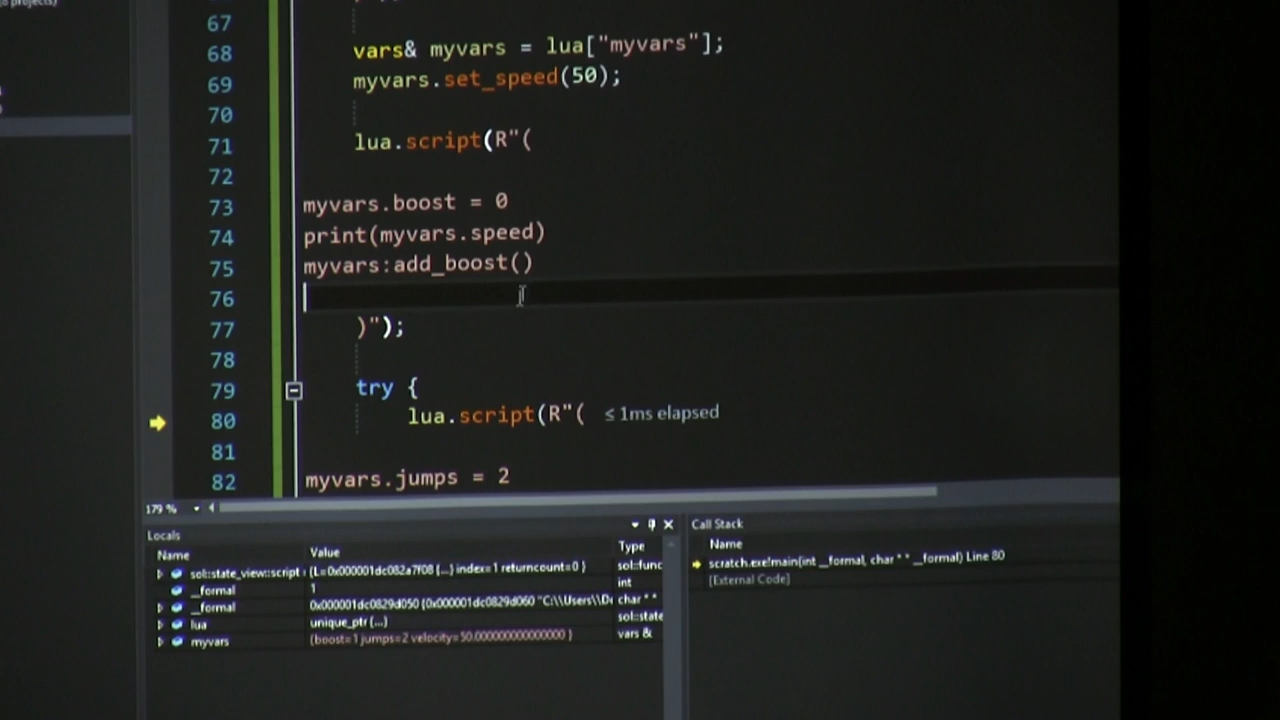 67
68 vars& myvars = lua["myvars"];
69 myvars.set_speed(50);
70
71 lua.script(R"(
72
73 myvars.boost = 0
74 print(myvars.speed)
75 myvars:add_boost()
76
77 )");
78
79 try {
80 lua.script(R"( ≤ 1ms elapsed
81
82 myvars.jumps = 2
179 %
Locals
Name Value Type
sol::state_view::script {L=0x000001dc082a7f08 {...} index=1 returncount=0 } sol::func
__formal 1 int
__formal 0x000001dc0829d050 {0x000001dc0829d060 "C:\\Users\\De char * *
lua unique_ptr {...} sol::state
myvars {boost=1 jumps=2 velocity=50.000000000000000 } vars &
Call Stack
Name
scratch.exe!main(int __formal, char * * __formal) Line 80
[External Code]